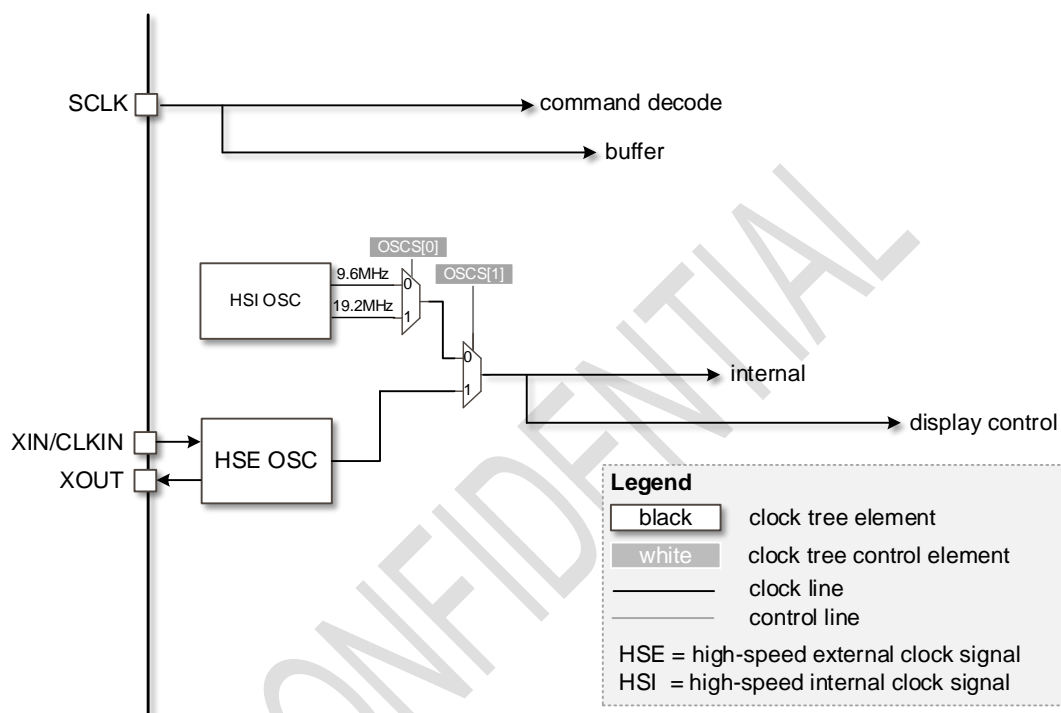 SCLK
command decode
buffer
OSCS[0]
OSCS[1]
9.6MHz
0
HSI OSC
19.2MHz
1
0
1
internal
display control
XIN/CLKIN
HSE OSC
XOUT
Legend
black clock tree element
white clock tree control element
clock line
control line
HSE = high-speed external clock signal
HSI = high-speed internal clock signal
ONFIDENTIAL